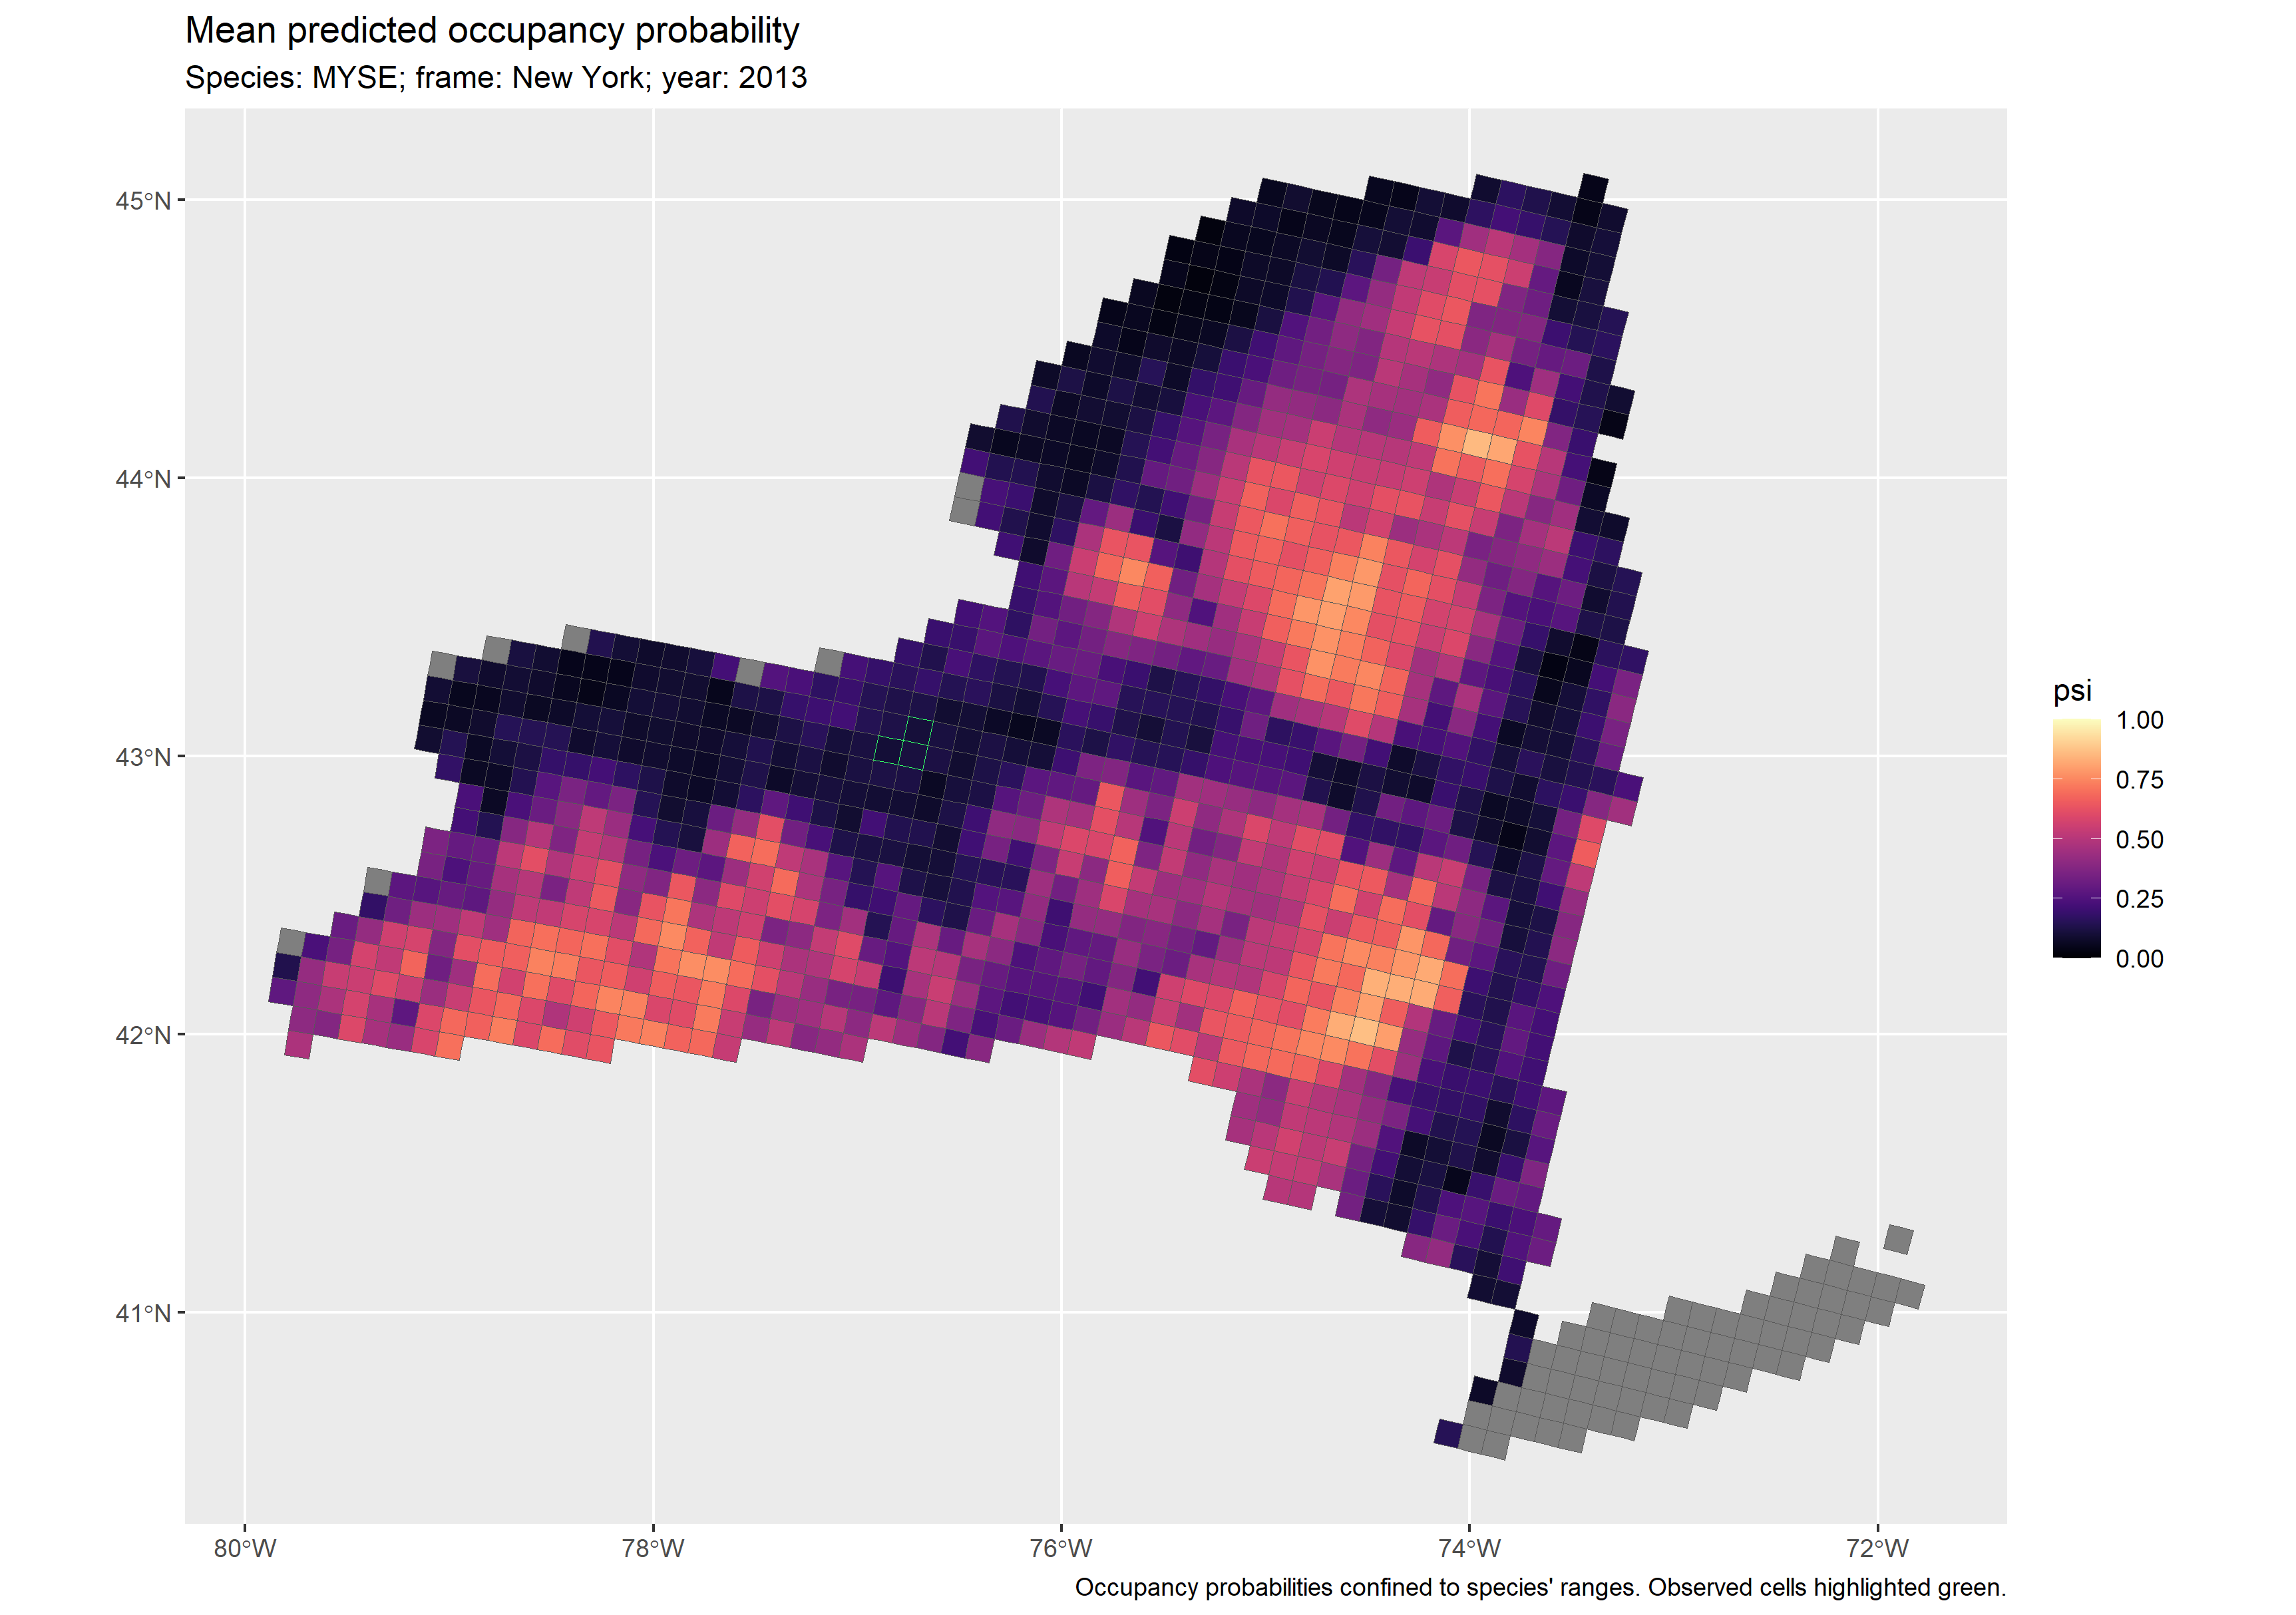 Mean predicted occupancy probability
Species: MYSE; frame: New York; year: 2013
45°N
44°N
43°N
42°N
41°N
80°W
78°W
76°W
74°W
72°W
psi
1.00
0.75
0.50
0.25
0.00
Occupancy probabilities confined to species' ranges. Observed cells highlighted green.